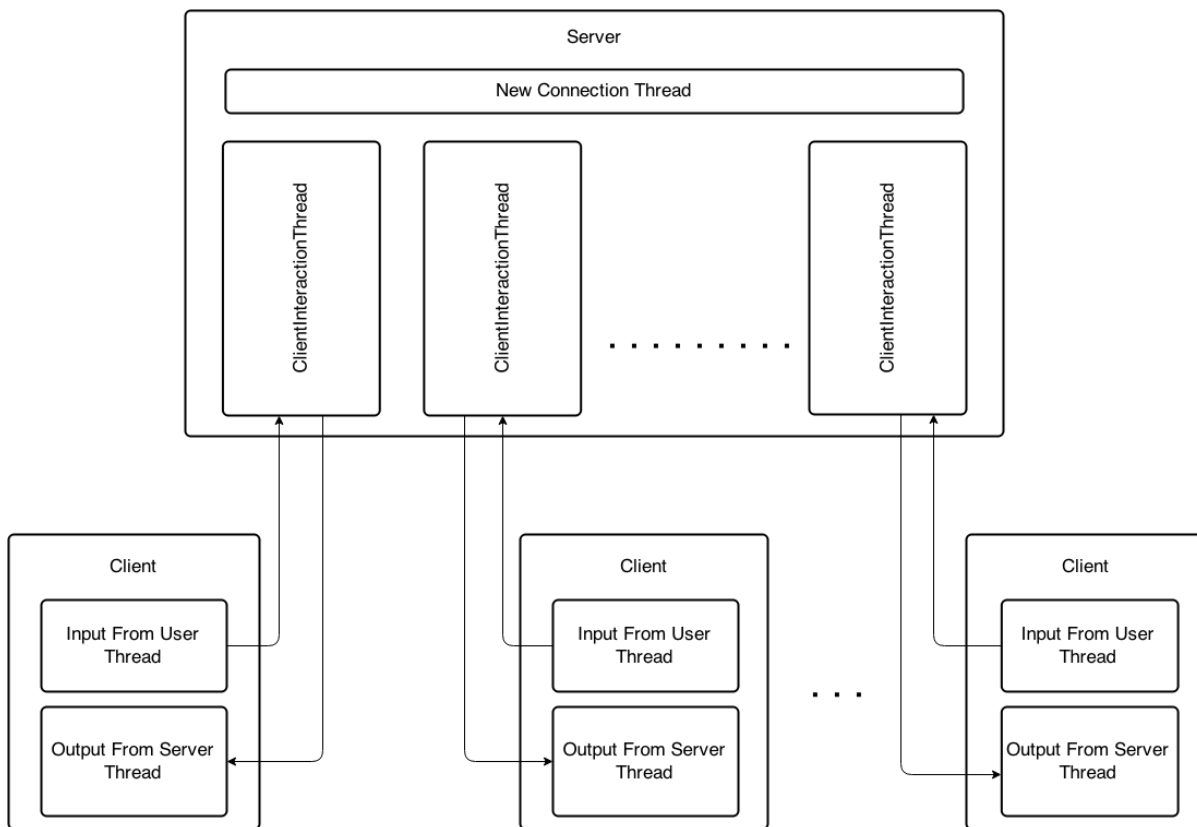 Server
New Connection Thread
ClientInteractionThread
ClientInteractionThread
ClientInteractionThread
Client
Input From User
Thread
Output From Server
Thread
Client
Input From User
Thread
Output From Server
Thread
Client
Input From User
Thread
Output From Server
Thread